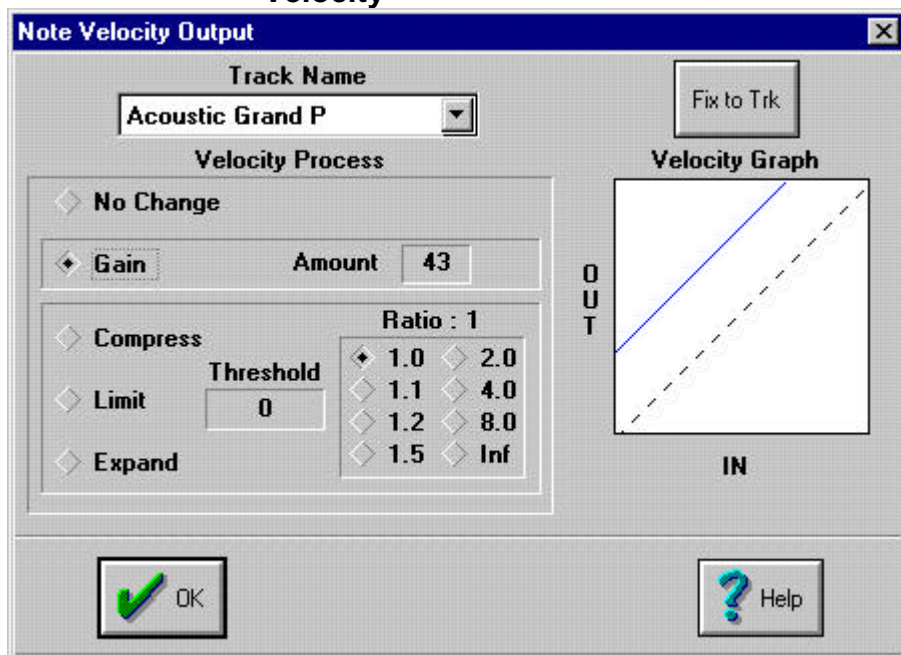 Velocity
Note Velocity Output
Track Name
Acoustic Grand P
Fix to Trk
Velocity Process
Velocity Graph
No Change
Gain Amount 43
Compress
Limit
Expand
Threshold
0
Ratio : 1
1.0 2.0
1.1 4.0
1.2 8.0
1.5 Inf
OUT
IN
OK
Help